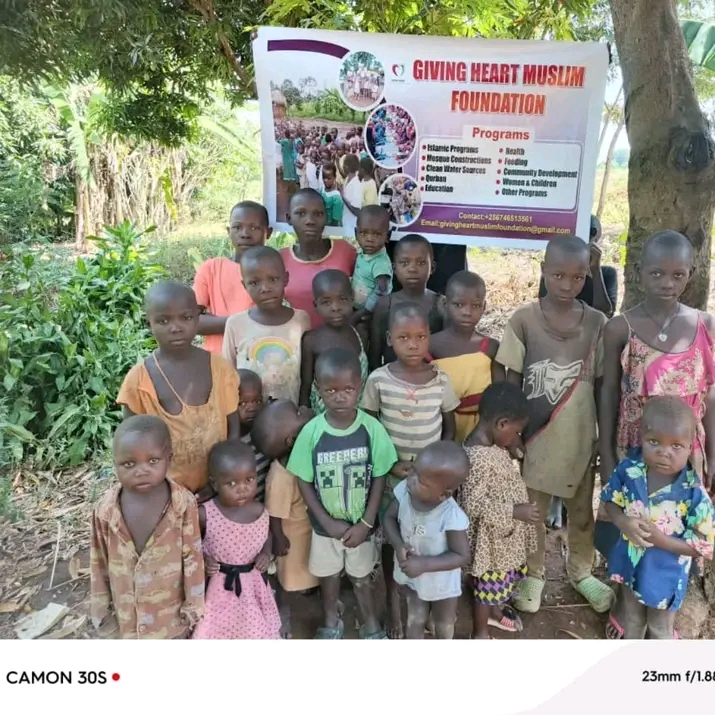 GIVING HEART MUSLIM
FOUNDATION
Programs
Islamic Programs
Mosque Constructions
Clean Water Sources
Qurban
Education
Health
Feeding
Community Development
Women & Children
Other Programs
Contact:+256746513561
Email:givingheartmuslimfoundation@gmail.com
CREEPERS
CAMON 30S
23mm f/1.88